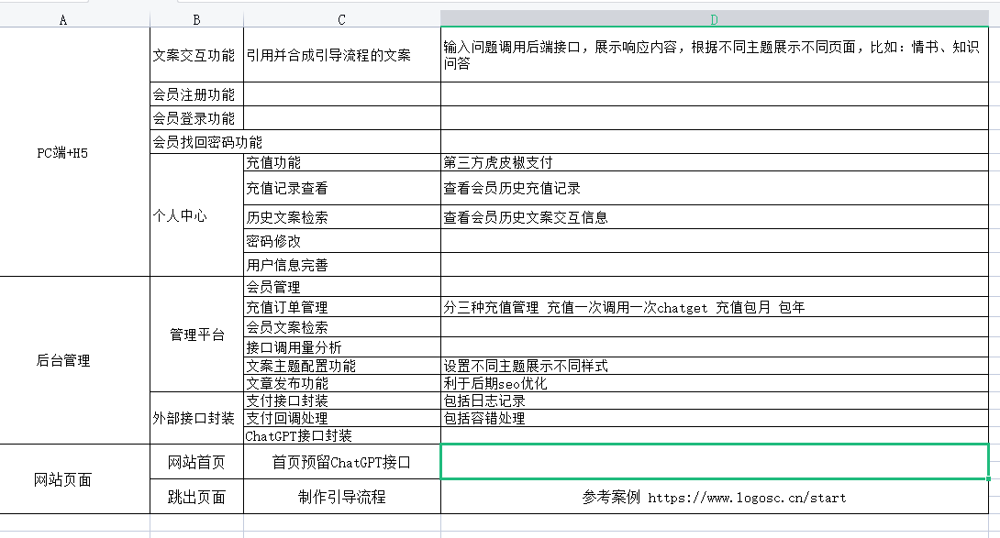 A B C D
文案交互功能 引用并合成引导流程的文案 输入问题调用后端接口，展示响应内容，根据不同主题展示不同页面，比如：情书、知识
问答
会员注册功能
会员登录功能
会员找回密码功能
PC端+H5
充值功能 第三方虎皮椒支付
充值记录查看 查看会员历史充值记录
个人中心
历史文案检索 查看会员历史文案交互信息
密码修改
用户信息完善
会员管理
充值订单管理 分三种充值管理 充值一次调用一次chatget 充值包月 包年
会员文案检索
管理平台
接口调用量分析
后台管理
文案主题配置功能 设置不同主题展示不同样式
文章发布功能 利于后期seo优化
支付接口封装 包括日志记录
外部接口封装 支付回调处理 包括容错处理
ChatGPT接口封装
网站首页 首页预留ChatGPT接口
网站页面
跳出页面 制作引导流程 参考案例 https://www.logosc.cn/start